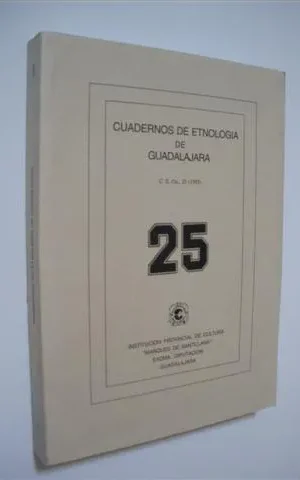 CUADERNOS DE ETNOLOGIA
DE
GUADALAJARA
25
INSTITUCION PROVINCIAL DE CULTURA
"MARQUES DE SANTILLANA"
EXCMA. DIPUTACION
GUADALAJARA